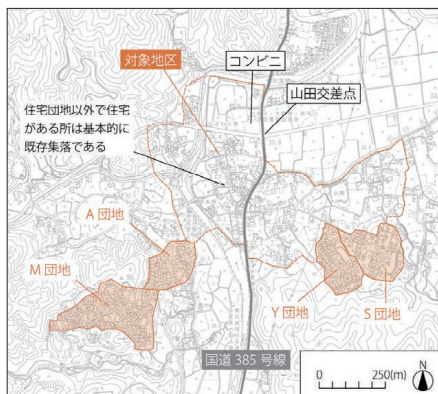 対象地区
コンビニ
山田交差点
住宅団地以外で住宅
がある所は基本的に
既存集落である
A 団地
M 団地
Y 団地
S 団地
国道 385 号線
N
0 250(m)